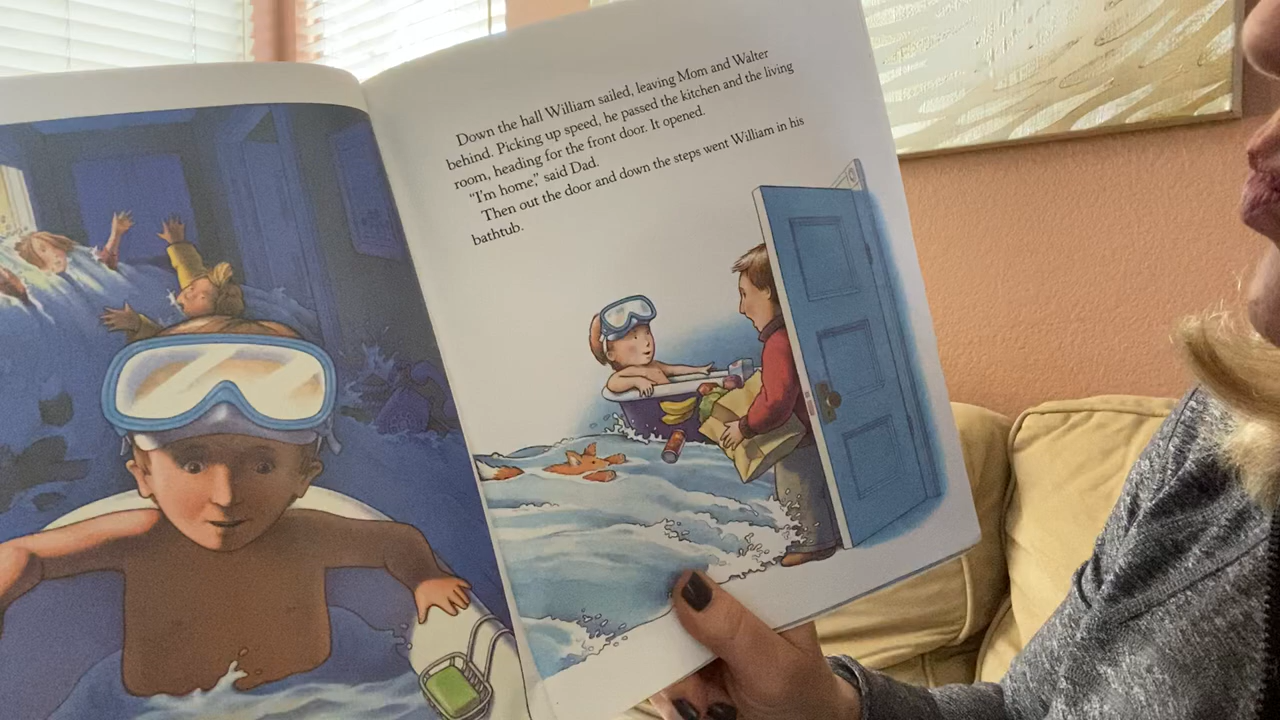 Down the hall William sailed, leaving Mom and Walter
behind. Picking up speed, he passed the kitchen and the living
room, heading for the front door. It opened.
"I'm home," said Dad.
Then out the door and down the steps went William in his
bathtub.